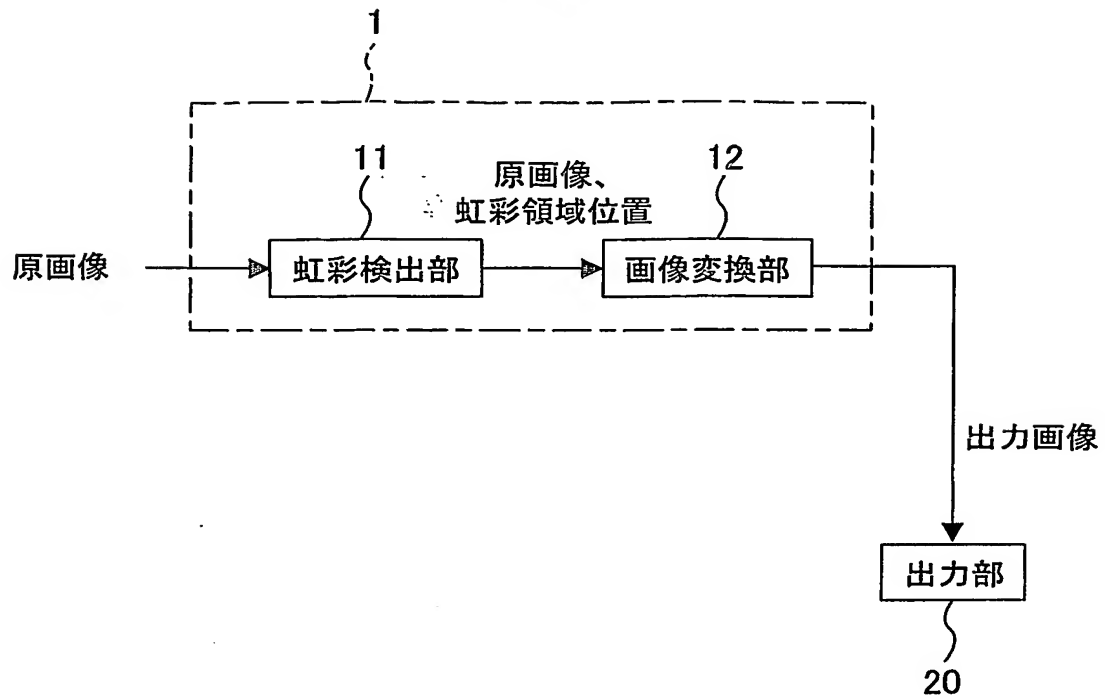 1
11
12
原画像、
虹彩領域位置
原画像
虹彩検出部
画像変換部
出力画像
出力部
20